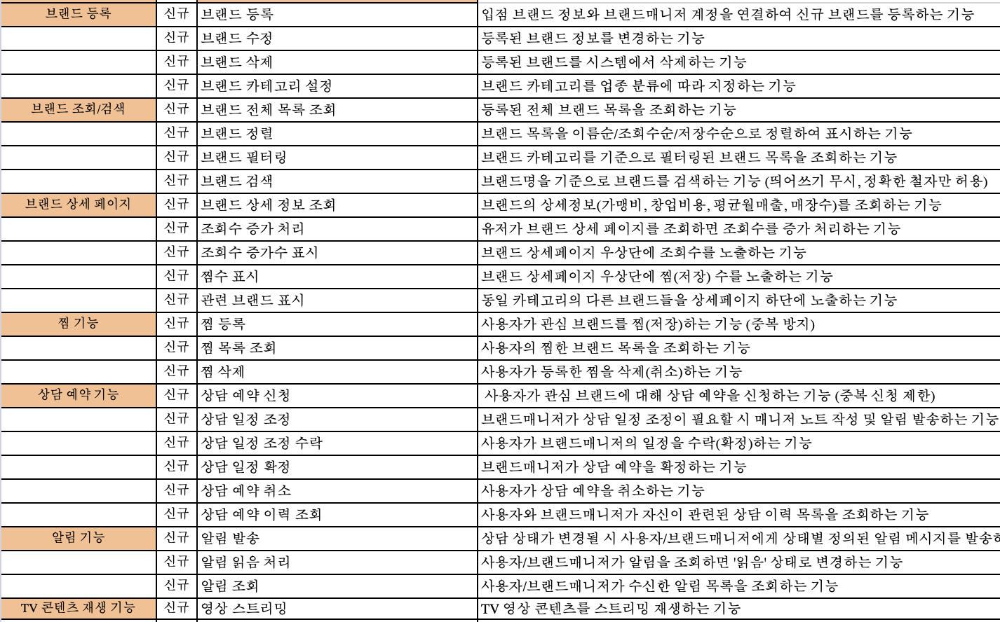 브랜드 등록 신규 브랜드 등록 입점 브랜드 정보와 브랜드매니저 계정을 연결하여 신규 브랜드를 등록하는 기능
신규 브랜드 수정 등록된 브랜드 정보를 변경하는 기능
신규 브랜드 삭제 등록된 브랜드를 시스템에서 삭제하는 기능
신규 브랜드 카테고리 설정 브랜드 카테고리를 업종 분류에 따라 지정하는 기능
브랜드 조회/검색 신규 브랜드 전체 목록 조회 등록된 전체 브랜드 목록을 조회하는 기능
신규 브랜드 정렬 브랜드 목록을 이름순/조회수순/저장수순으로 정렬하여 표시하는 기능
신규 브랜드 필터링 브랜드 카테고리를 기준으로 필터링된 브랜드 목록을 조회하는 기능
신규 브랜드 검색 브랜드명을 기준으로 브랜드를 검색하는 기능 (띄어쓰기 무시, 정확한 철자만 허용)
브랜드 상세 페이지 신규 브랜드 상세 정보 조회 브랜드의 상세정보(가맹비, 창업비용, 평균월매출, 매장수)를 조회하는 기능
신규 조회수 증가 처리 유저가 브랜드 상세 페이지를 조회하면 조회수를 증가 처리하는 기능
신규 조회수 증가수 표시 브랜드 상세페이지 우상단에 조회수를 노출하는 기능
신규 찜수 표시 브랜드 상세페이지 우상단에 찜(저장) 수를 노출하는 기능
신규 관련 브랜드 표시 동일 카테고리의 다른 브랜드들을 상세페이지 하단에 노출하는 기능
찜 기능 신규 찜 등록 사용자가 관심 브랜드를 찜(저장)하는 기능 (중복 방지)
신규 찜 목록 조회 사용자의 찜한 브랜드 목록을 조회하는 기능
신규 찜 삭제 사용자가 등록한 찜을 삭제(취소)하는 기능
상담 예약 기능 신규 상담 예약 신청 사용자가 관심 브랜드에 대해 상담 예약을 신청하는 기능 (중복 신청 제한)
신규 상담 일정 조정 브랜드매니저가 상담 일정 조정이 필요할 시 매니저 노트 작성 및 알림 발송하는 기능
신규 상담 일정 조정 수락 사용자가 브랜드매니저의 일정을 수락(확정)하는 기능
신규 상담 일정 확정 브랜드매니저가 상담 예약을 확정하는 기능
신규 상담 예약 취소 사용자가 상담 예약을 취소하는 기능
신규 상담 예약 이력 조회 사용자와 브랜드매니저가 자신이 관련된 상담 이력 목록을 조회하는 기능
알림 기능 신규 알림 발송 상담 상태가 변경될 시 사용자/브랜드매니저에게 상태별 정의된 알림 메시지를 발송
신규 알림 읽음 처리 사용자/브랜드매니저가 알림을 조회하면 '읽음' 상태로 변경하는 기능
신규 알림 조회 사용자/브랜드매니저가 수신한 알림 목록을 조회하는 기능
TV 콘텐츠 재생 기능 신규 영상 스트리밍 TV 영상 콘텐츠를 스트리밍 재생하는 기능